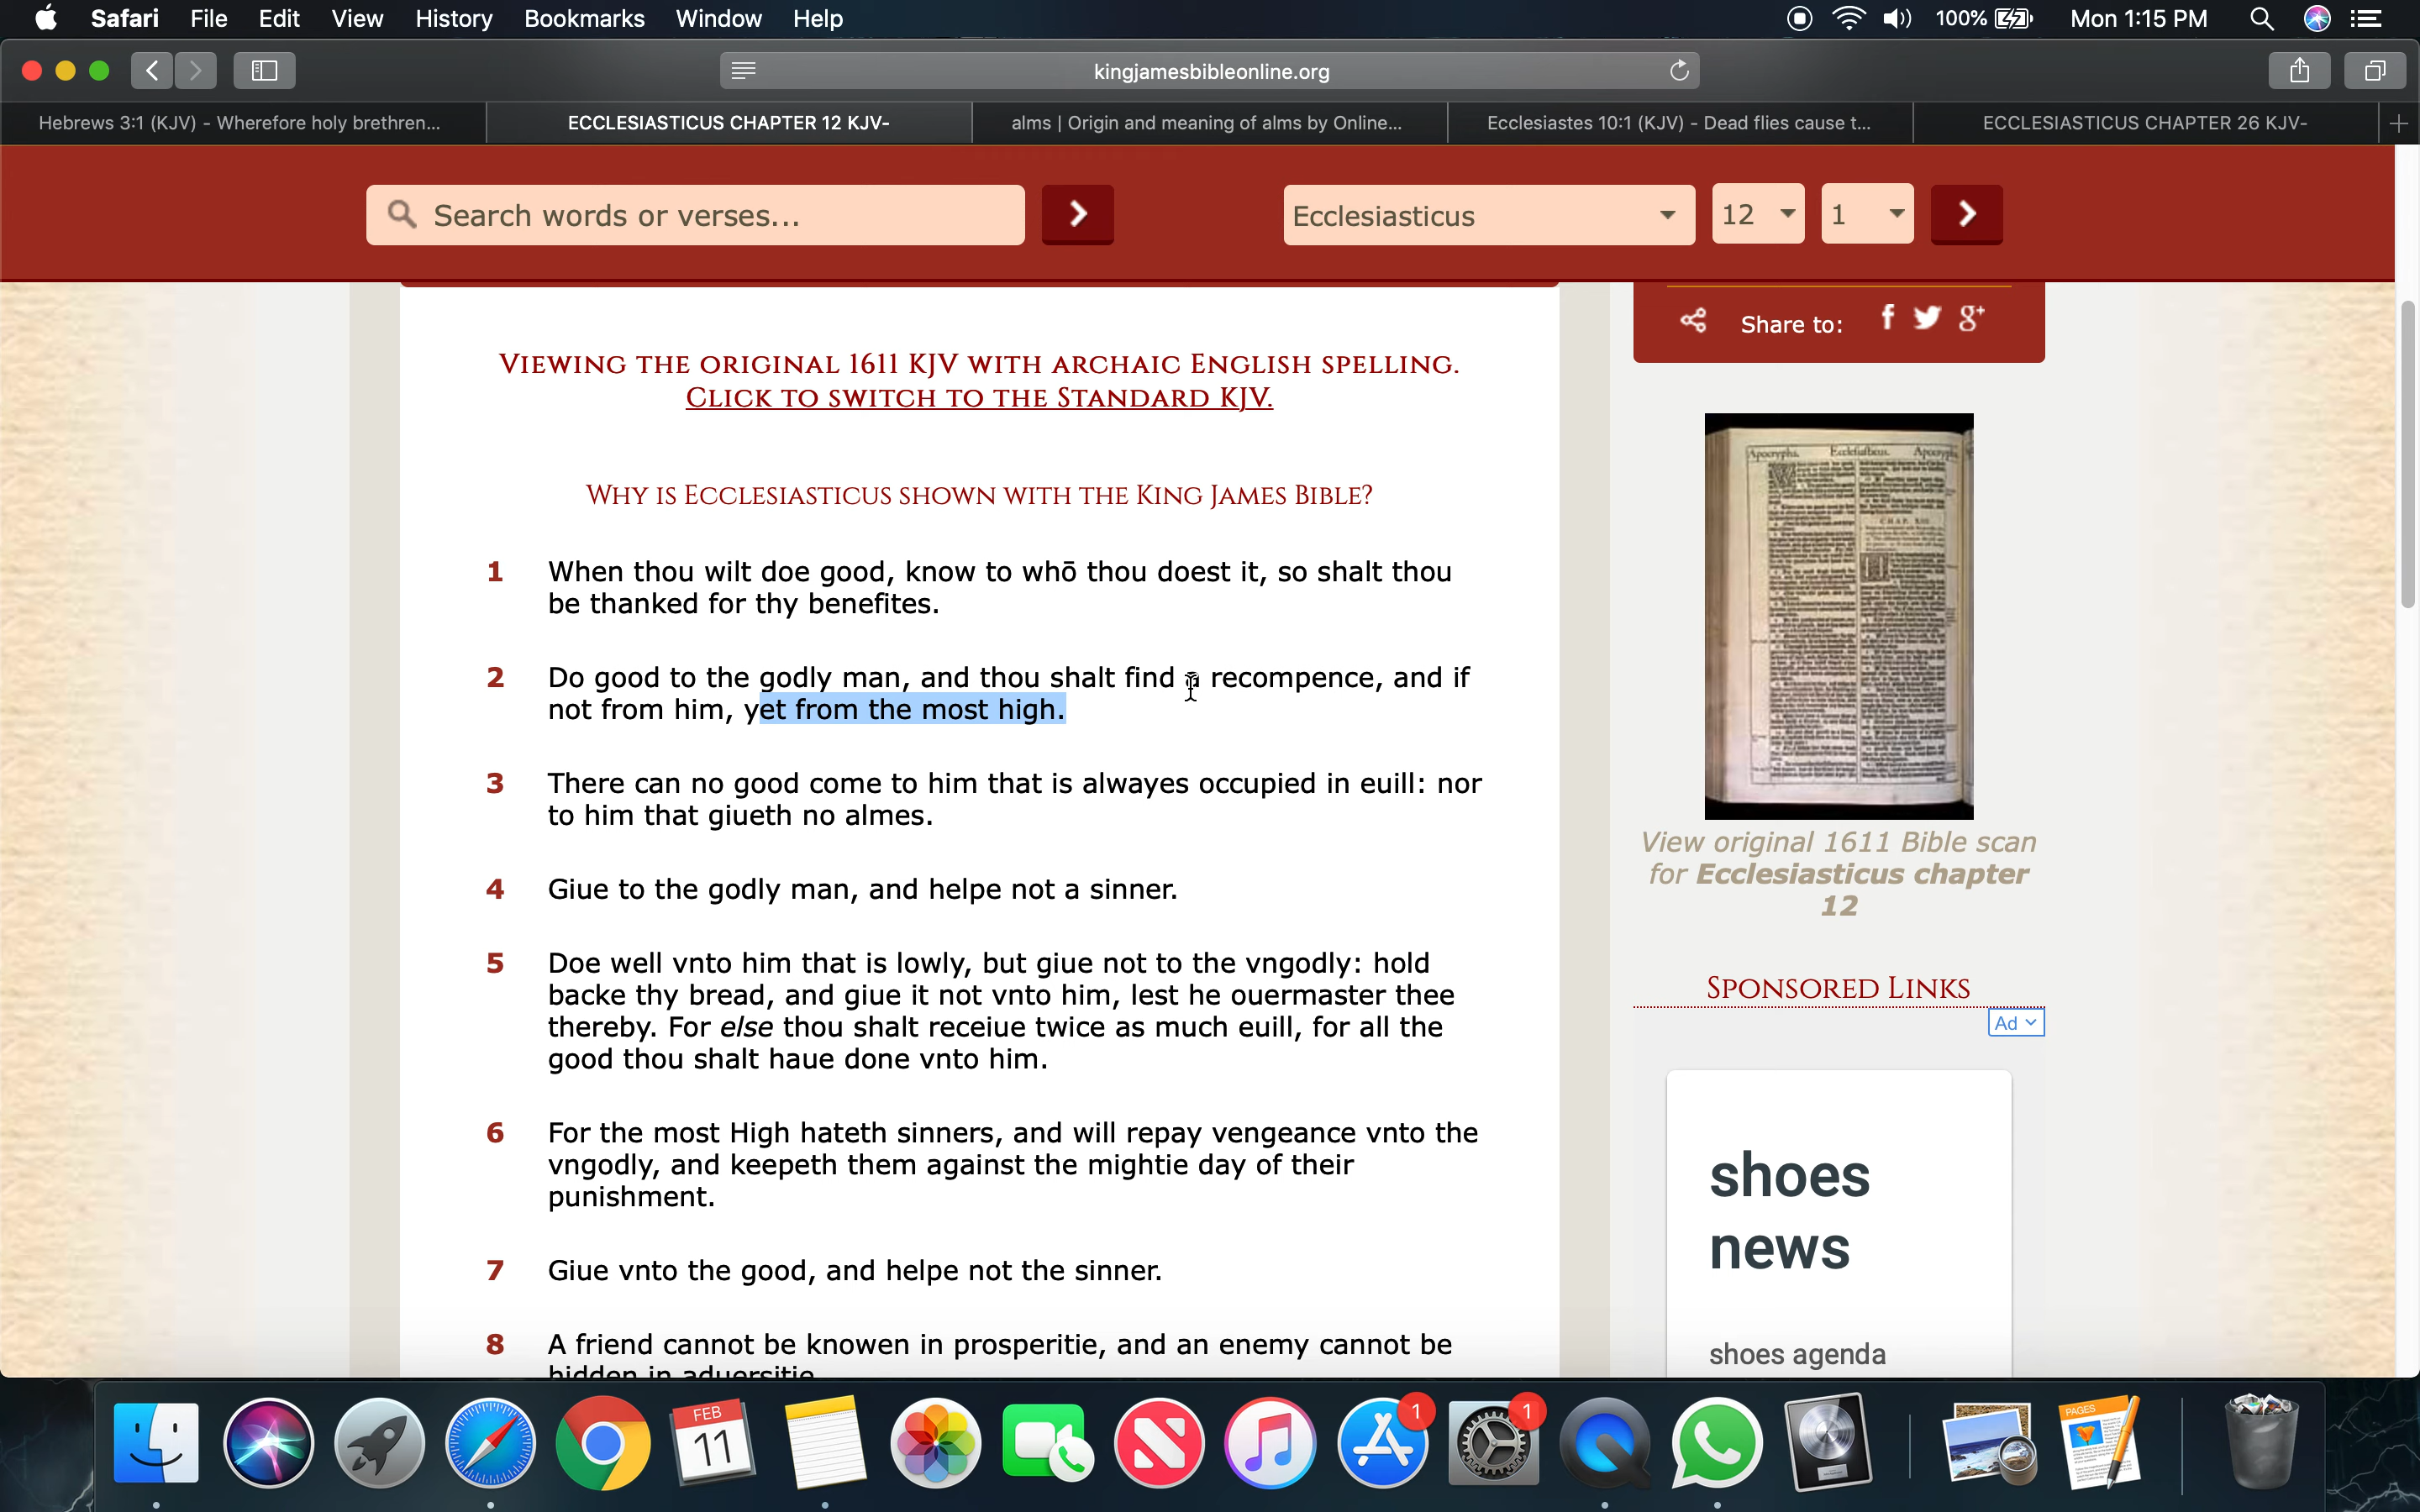 Safari File Edit View History Bookmarks Window Help 100% Mon 1:15 PM
kingjamesbibleonline.org
Hebrews 3:1 (KJV) - Wherefore holy brethren...
ECCLESIASTICUS CHAPTER 12 KJV-
alms | Origin and meaning of alms by Online...
Ecclesiastes 10:1 (KJV) - Dead flies cause t...
ECCLESIASTICUS CHAPTER 26 KJV-
Search words or verses...
Ecclesiasticus 12 1
VIEWING THE ORIGINAL 1611 KJV WITH ARCHAIC ENGLISH SPELLING.
CLICK TO SWITCH TO THE STANDARD KJV.
WHY IS ECCLESIASTICUS SHOWN WITH THE KING JAMES BIBLE?
1 When thou wilt doe good, know to whō thou doest it, so shalt thou
be thanked for thy benefites.
2 Do good to the godly man, and thou shalt find a recompence, and if
not from him, yet from the most high.
3 There can no good come to him that is alwayes occupied in euill: nor
to him that giueth no almes.
4 Giue to the godly man, and helpe not a sinner.
5 Doe well vnto him that is lowly, but giue not to the vngodly: hold
backe thy bread, and giue it not vnto him, lest he ouermaster thee
thereby. For else thou shalt receiue twice as much euill, for all the
good thou shalt haue done vnto him.
6 For the most High hateth sinners, and will repay vengeance vnto the
vngodly, and keepeth them against the mightie day of their
punishment.
7 Giue vnto the good, and helpe not the sinner.
8 A friend cannot be knowen in prosperitie, and an enemy cannot be
hidden in aduersitie
Share to: f g+
Apocrypha. Ecclesiasticus. Apocrypha
View original 1611 Bible scan
for Ecclesiasticus chapter
12
SPONSORED LINKS
Ad
shoes
news
shoes agenda
FEB
11
1
1
PAGES